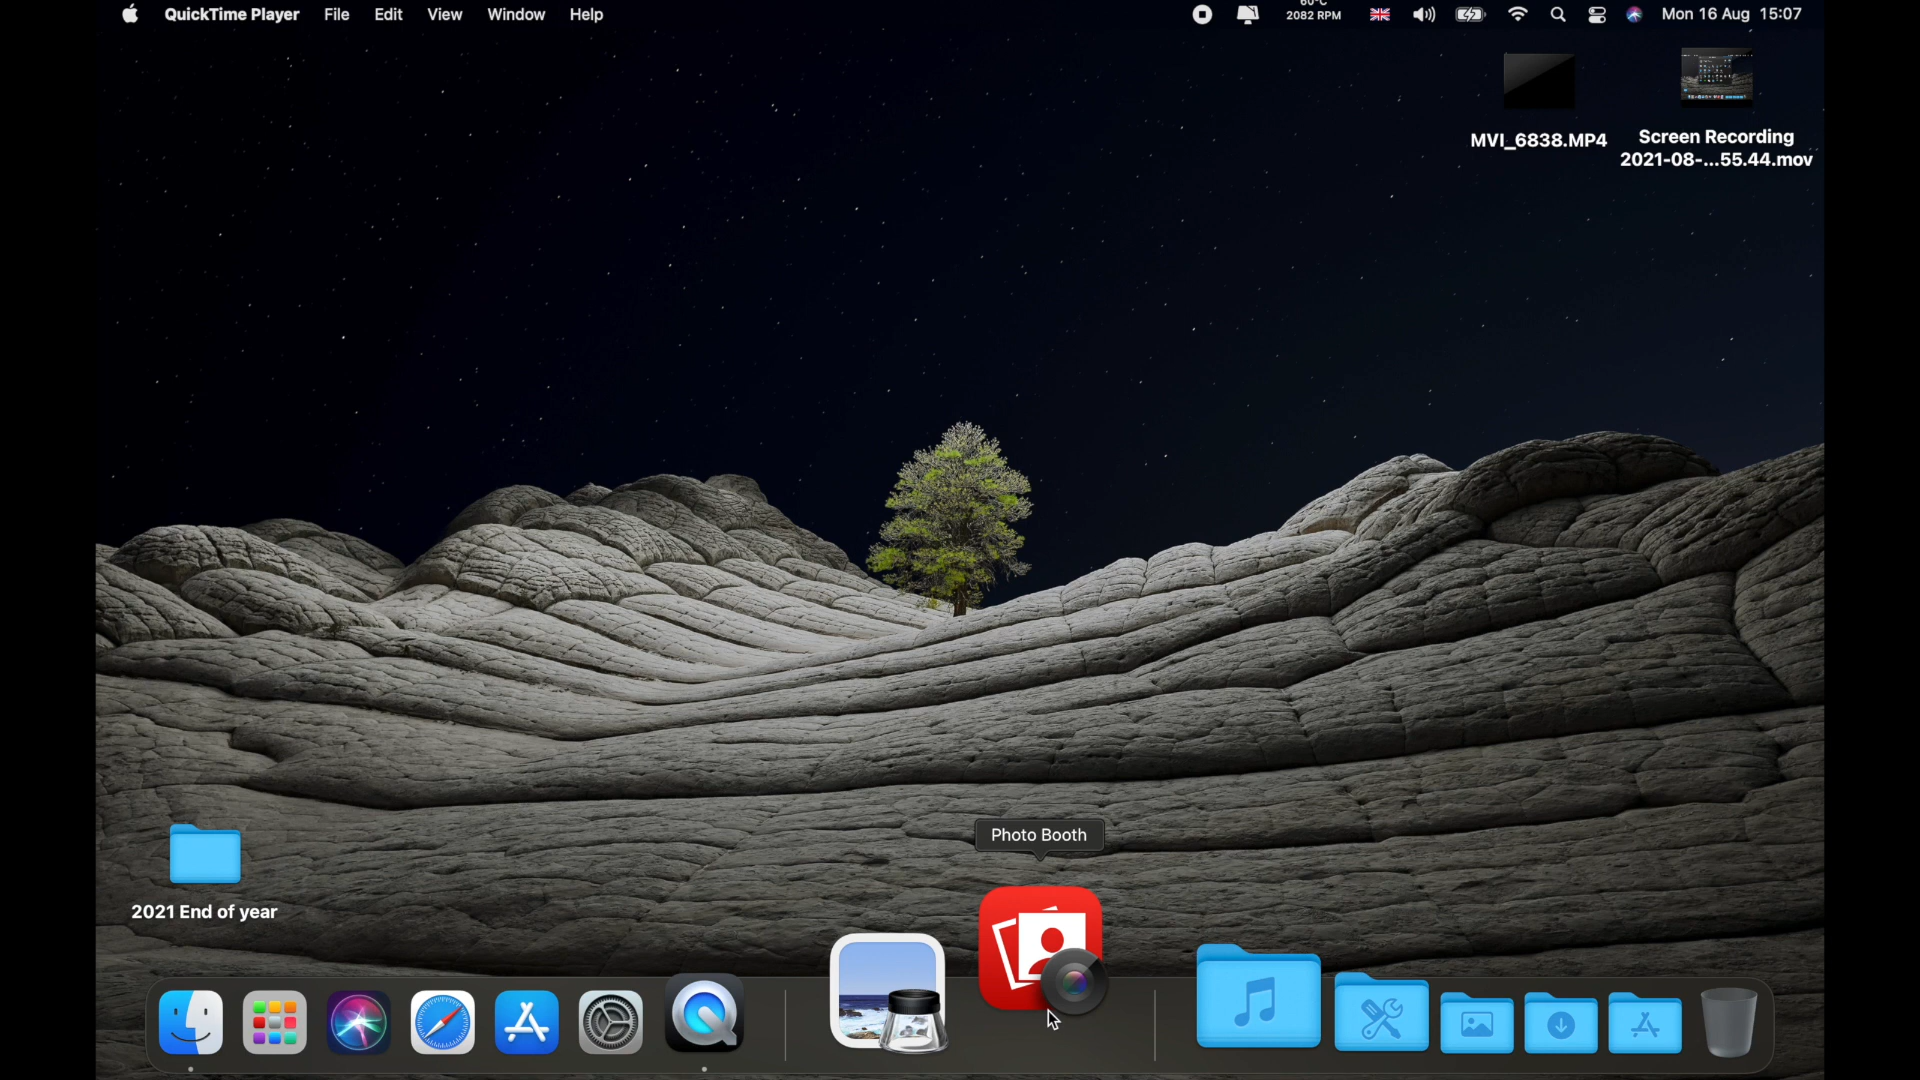 QuickTime Player File Edit View Window Help
2082 RPM
Mon 16 Aug 15:07
MVI_6838.MP4
Screen Recording
2021-08-...55.44.mov
2021 End of year
Photo Booth